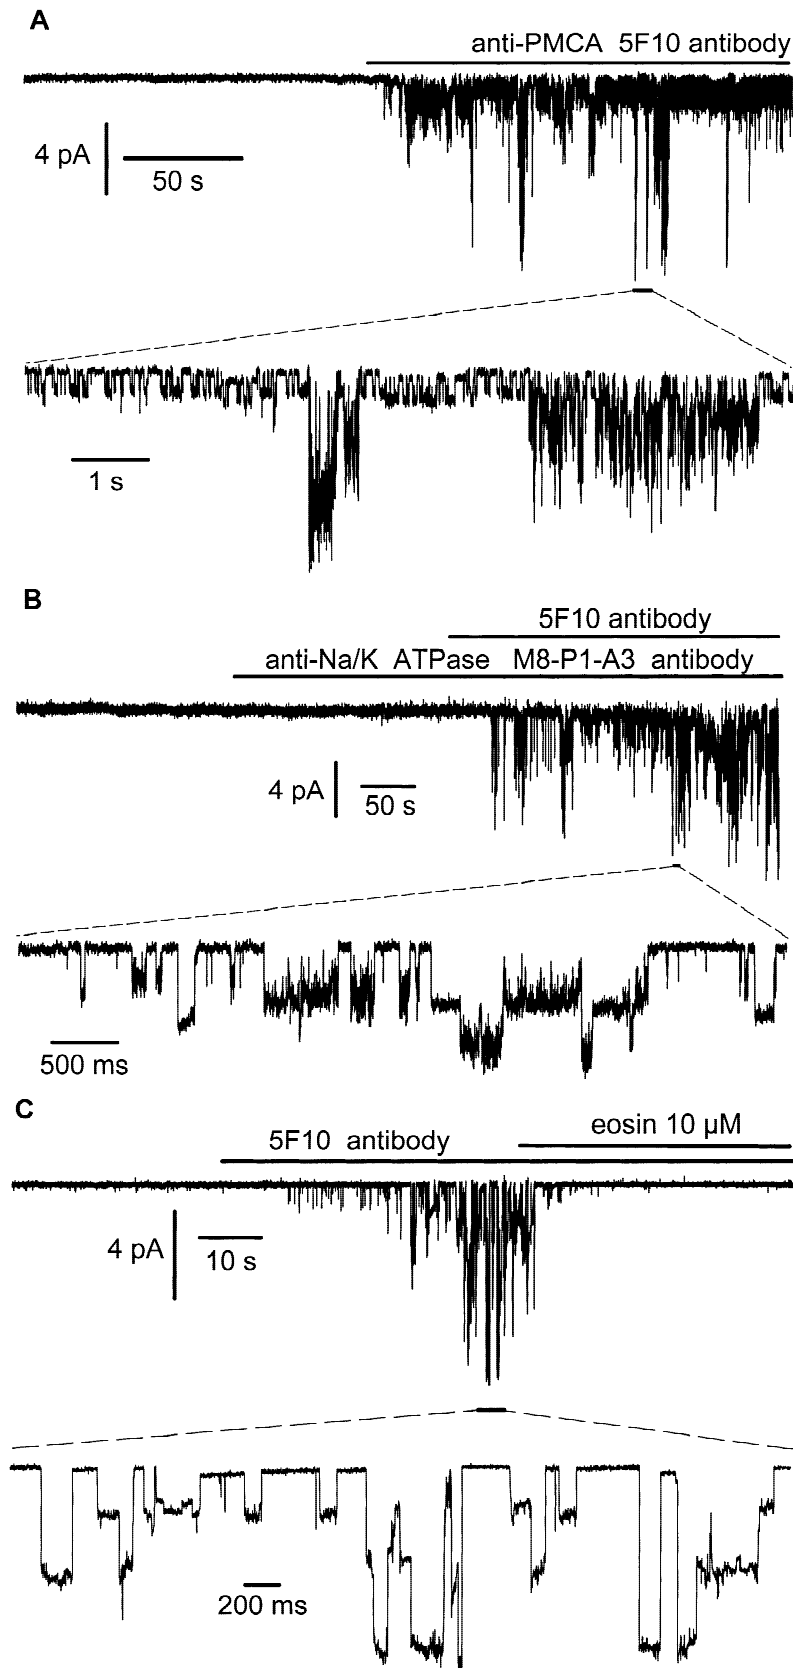 A
anti-PMCA 5F10 antibody
4 pA
50 s
1 s
B
5F10 antibody
anti-Na/K ATPase M8-P1-A3 antibody
4 pA
50 s
500 ms
C
eosin 10 µM
5F10 antibody
4 pA
10 s
200 ms